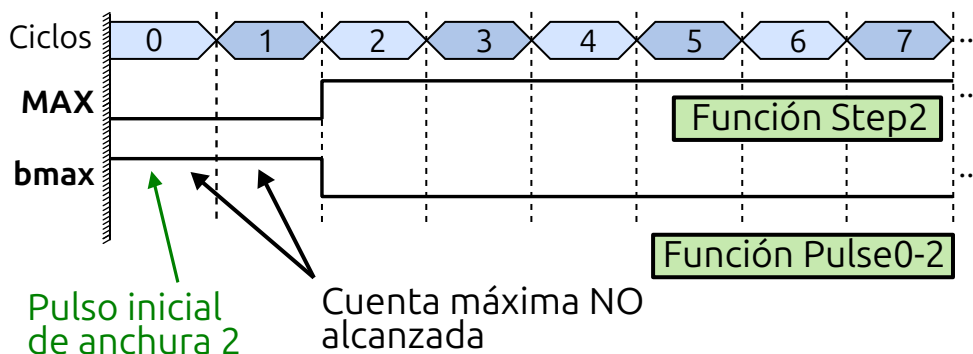 Ciclos 0 1 2 3 4 5 6 7 ...
MAX ...
Función Step2
bmax ...
Función Pulse0-2
Pulso inicial
de anchura 2
Cuenta máxima NO
alcanzada